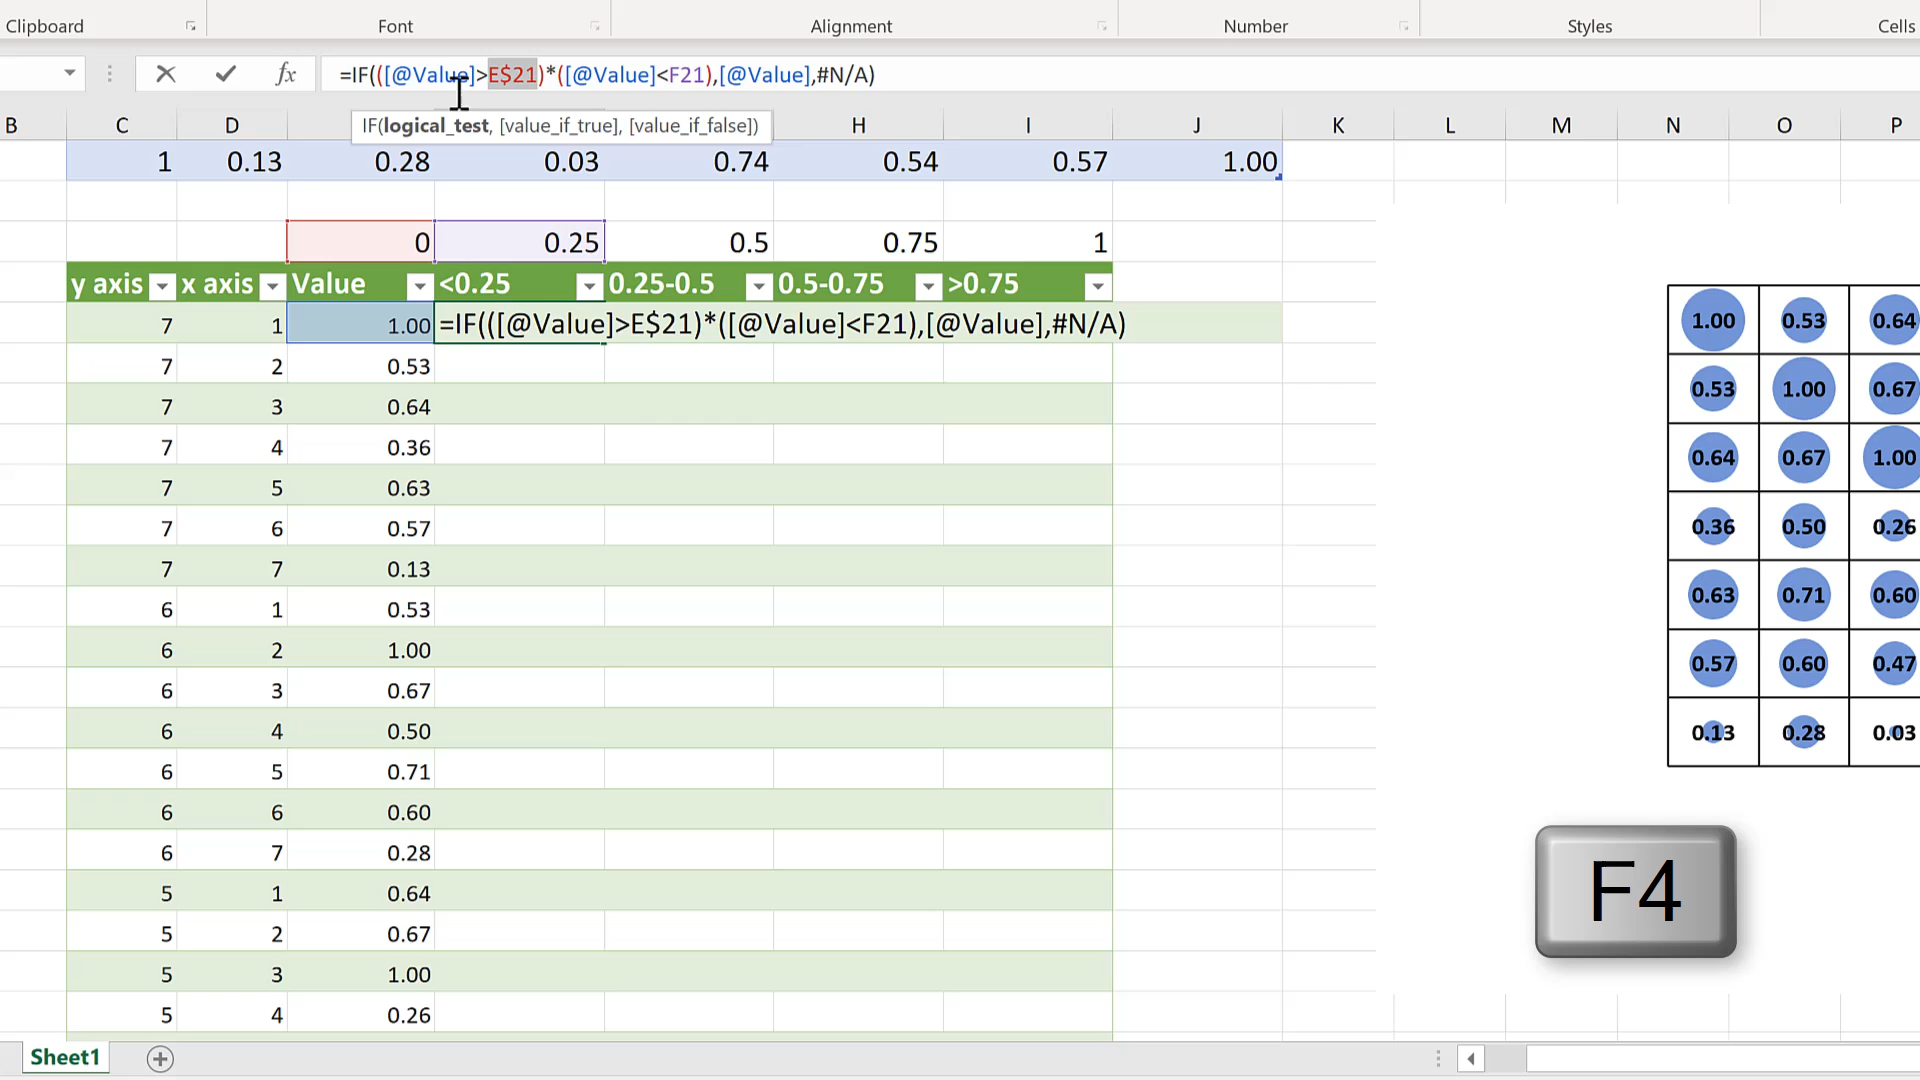 Clipboard Font Alignment Number Styles Cells
fx =IF(([@Value]>E$21)*([@Value]<F21),[@Value],#N/A)
IF(logical_test, [value_if_true], [value_if_false])
B C D H I J K L M N O P
1 0.13 0.28 0.03 0.74 0.54 0.57 1.00
0 0.25 0.5 0.75 1
y axis x axis Value <0.25 0.25-0.5 0.5-0.75 >0.75
7 1 1.00 =IF(([@Value]>E$21)*([@Value]<F21),[@Value],#N/A)
7 2 0.53
7 3 0.64
7 4 0.36
7 5 0.63
7 6 0.57
7 7 0.13
6 1 0.53
6 2 1.00
6 3 0.67
6 4 0.50
6 5 0.71
6 6 0.60
6 7 0.28
5 1 0.64
5 2 0.67
5 3 1.00
5 4 0.26
1.00 0.53 0.64
0.53 1.00 0.67
0.64 0.67 1.00
0.36 0.50 0.26
0.63 0.71 0.60
0.57 0.60 0.47
0.13 0.28 0.03
F4
Sheet1